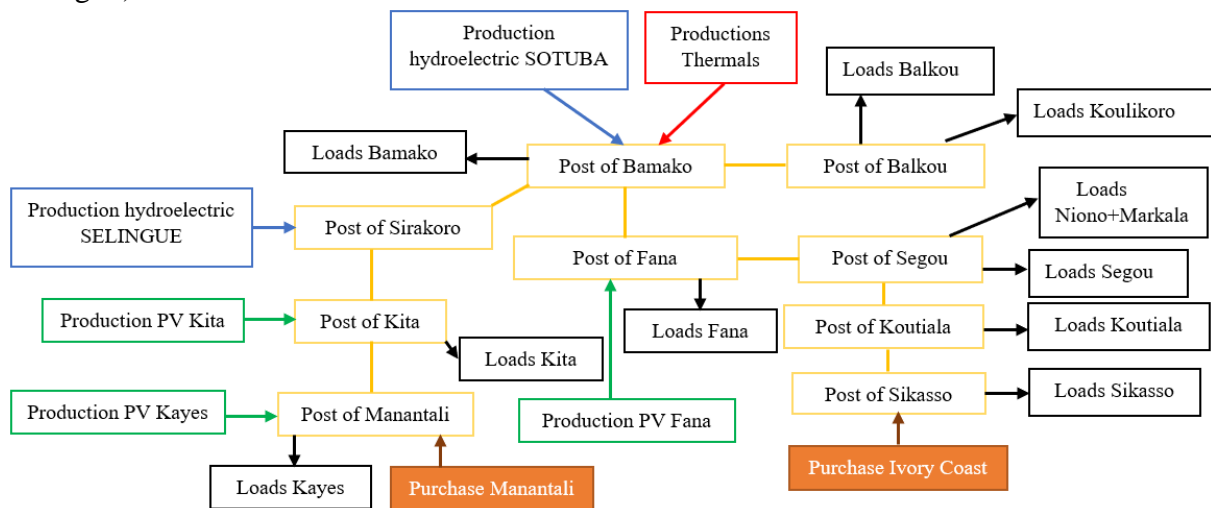 Production
hydroelectric SOTUBA
Productions
Thermals
Loads Balkou
Loads Koulikoro
Loads Bamako
Post of Bamako
Post of Balkou
Loads
Niono+Markala
Production hydroelectric
SELINGUE
Post of Sirakoro
Post of Fana
Post of Segou
Loads Segou
Production PV Kita
Post of Kita
Loads Fana
Post of Koutiala
Loads Koutiala
Loads Kita
Production PV Kayes
Post of Manantali
Production PV Fana
Post of Sikasso
Loads Sikasso
Loads Kayes
Purchase Manantali
Purchase Ivory Coast